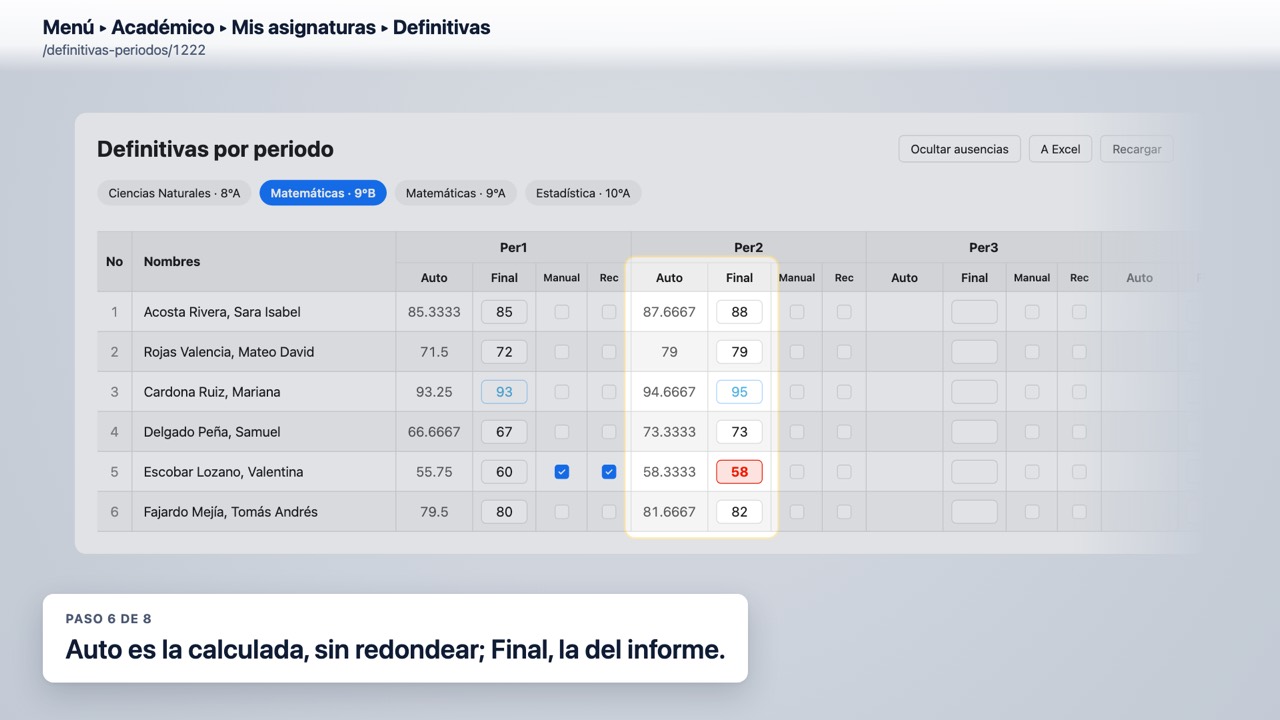 Menú ▸ Académico ▸ Mis asignaturas ▸ Definitivas
/definitivas-periodos/1222
Definitivas por periodo
Ocultar ausencias
A Excel
Recargar
Ciencias Naturales · 8°A
Matemáticas · 9°B
Matemáticas · 9°A
Estadística · 10°A
No Nombres Per1 Per2 Per3
Auto Final Manual Rec Auto Final Manual Rec Auto Final Manual Rec Auto
1 Acosta Rivera, Sara Isabel 85.3333 85 87.6667 88
2 Rojas Valencia, Mateo David 71.5 72 79 79
3 Cardona Ruiz, Mariana 93.25 93 94.6667 95
4 Delgado Peña, Samuel 66.6667 67 73.3333 73
5 Escobar Lozano, Valentina 55.75 60 58.3333 58
6 Fajardo Mejía, Tomás Andrés 79.5 80 81.6667 82
PASO 6 DE 8
Auto es la calculada, sin redondear; Final, la del informe.